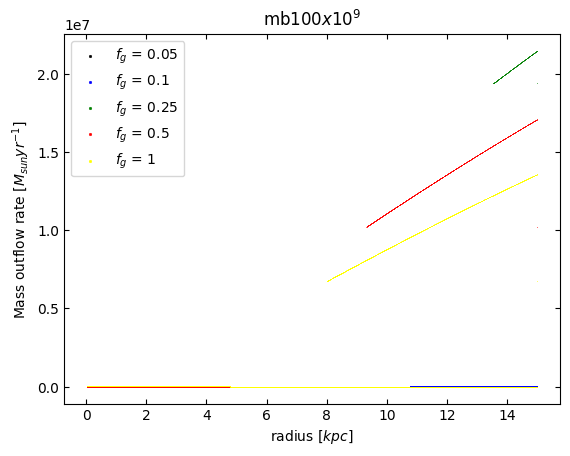 mb100x10⁹
1e7
f_g = 0.05
f_g = 0.1
f_g = 0.25
f_g = 0.5
f_g = 1
Mass outflow rate [M_sun yr⁻¹]
2.0
1.5
1.0
0.5
0.0
0 2 4 6 8 10 12 14
radius [kpc]